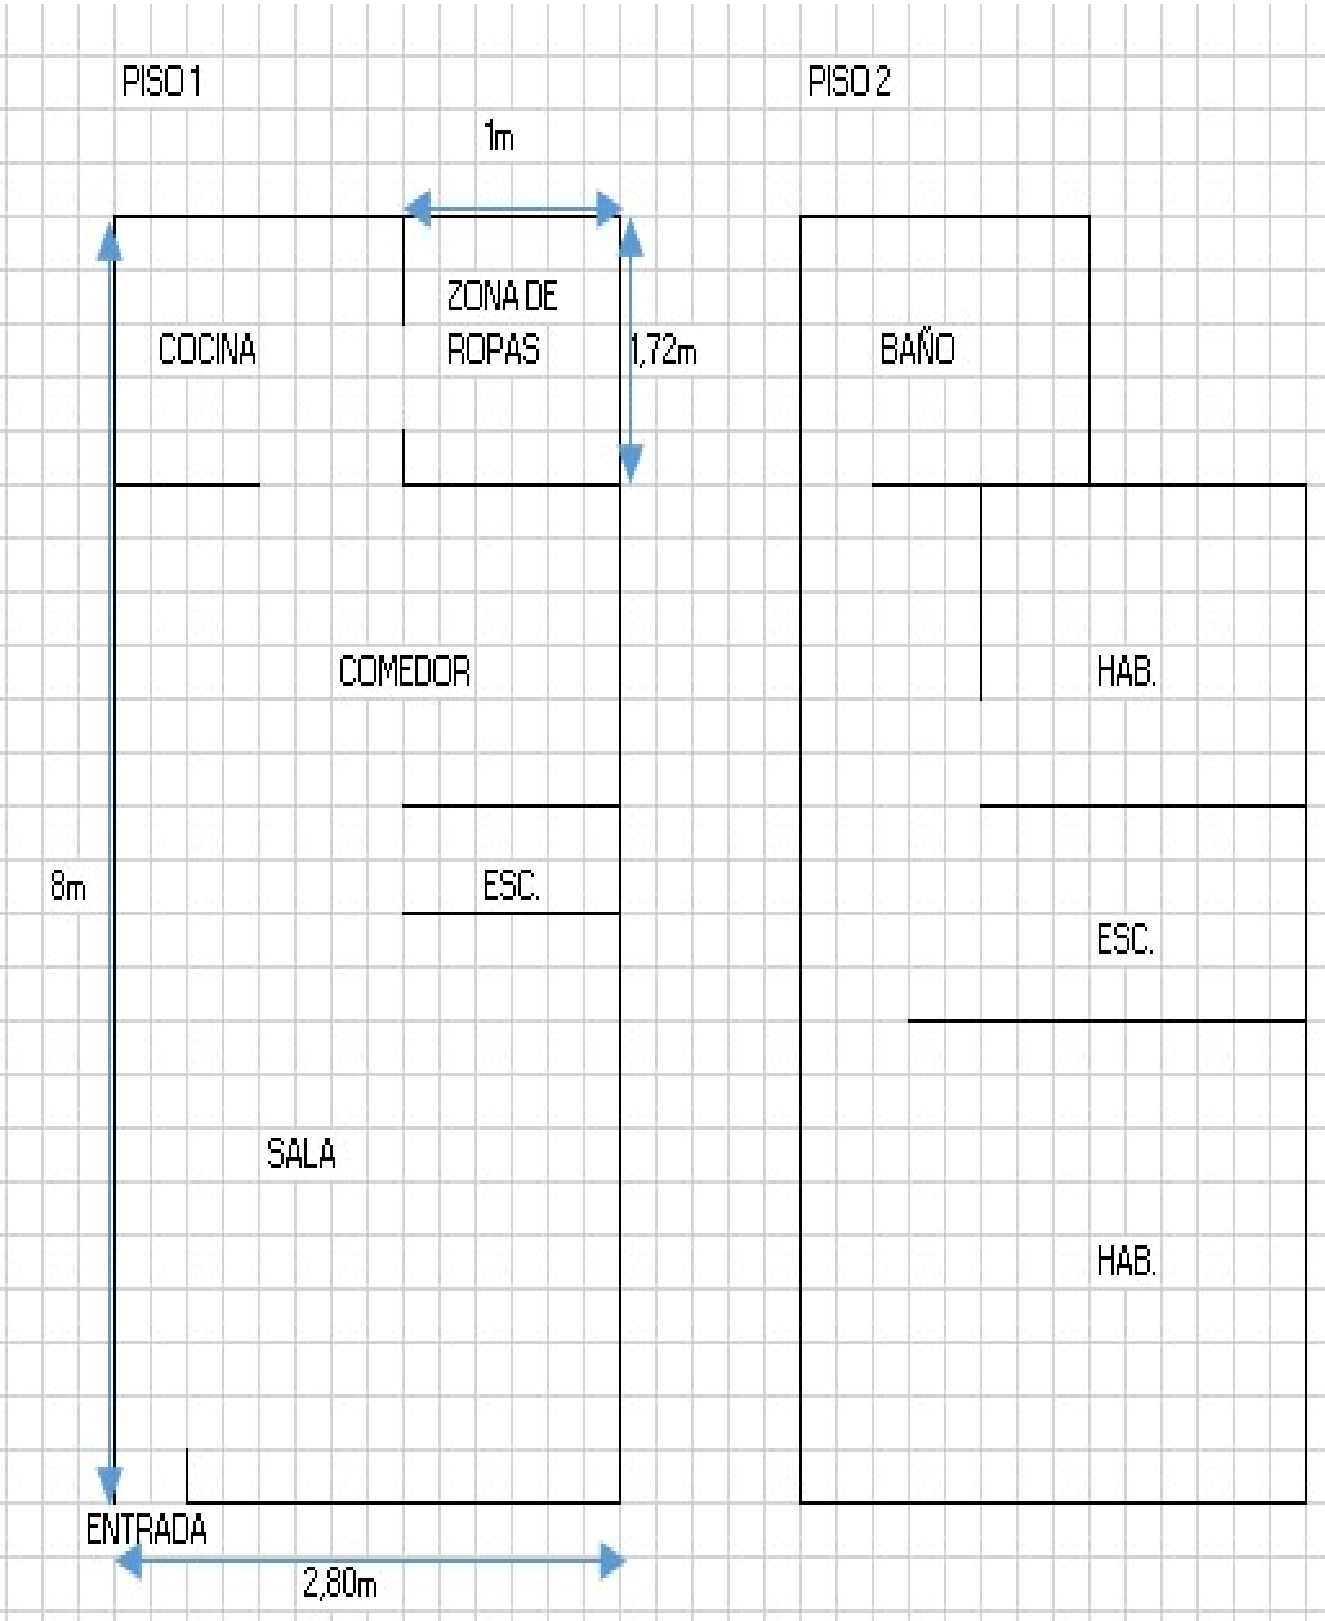 PISO 1
PISO 2
1m
ZONA DE
ROPAS
COCINA
1,72m
BAÑO
COMEDOR
HAB.
8m
ESC.
ESC.
SALA
HAB.
ENTRADA
2,80m